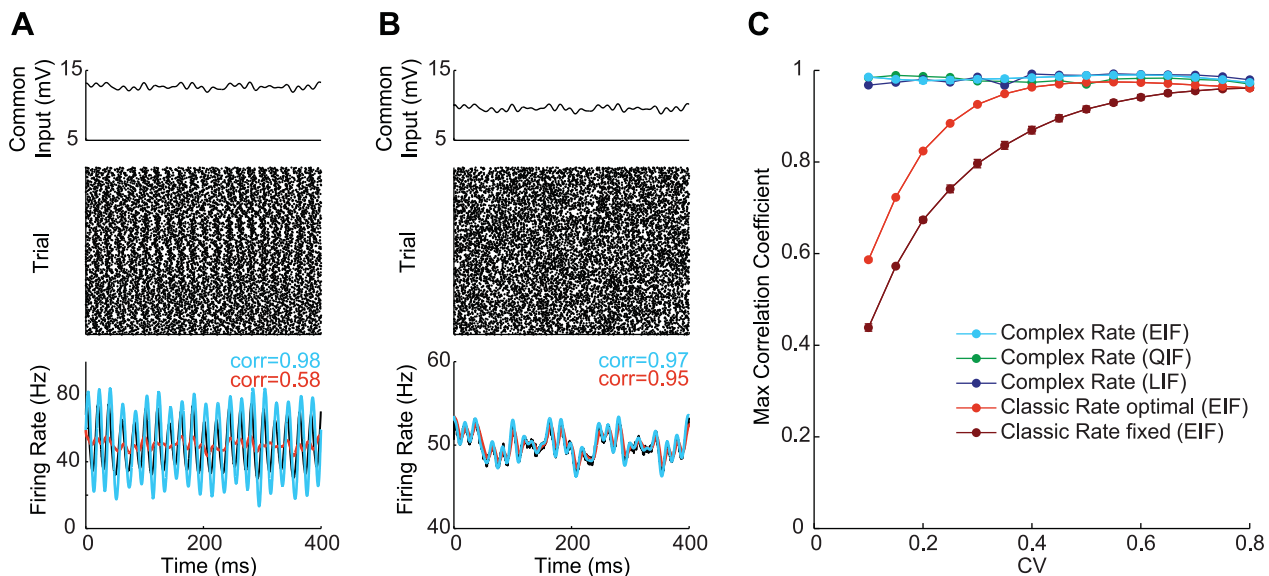 A
Common
Input (mV)
15
5
Trial
Firing Rate (Hz)
80
40
0
corr=0.98
corr=0.58
0
200
400
Time (ms)
B
Common
Input (mV)
15
5
Trial
Firing Rate (Hz)
60
50
40
corr=0.97
corr=0.95
0
200
400
Time (ms)
C
Max Correlation Coefficient
1
0.8
0.6
0.4
0.2
0
Complex Rate (EIF)
Complex Rate (QIF)
Complex Rate (LIF)
Classic Rate optimal (EIF)
Classic Rate fixed (EIF)
0
0.2
0.4
0.6
0.8
CV